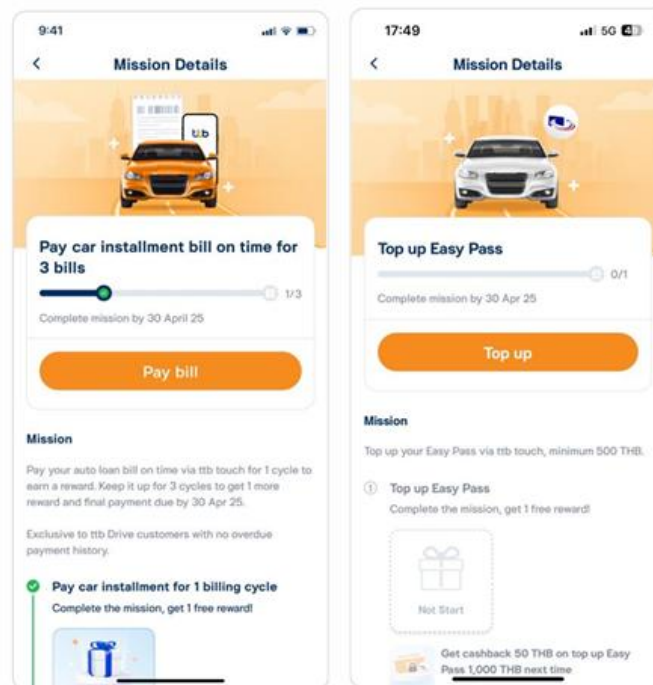 9:41
Mission Details
ttb
Pay car installment bill on time for
3 bills
1/3
Complete mission by 30 April 25
Pay bill
Mission
Pay your auto loan bill on time via ttb touch for 1 cycle to
earn a reward. Keep it up for 3 cycles to get 1 more
reward and final payment due by 30 Apr 25.
Exclusive to ttb Drive customers with no overdue
payment history.
Pay car installment for 1 billing cycle
Complete the mission, get 1 free reward!
17:49
5G
Mission Details
Top up Easy Pass
0/1
Complete mission by 30 Apr 25
Top up
Mission
Top up your Easy Pass via ttb touch, minimum 500 THB.
1 Top up Easy Pass
Complete the mission, get 1 free reward!
Not Start
Get cashback 50 THB on top up Easy
Pass 1,000 THB next time